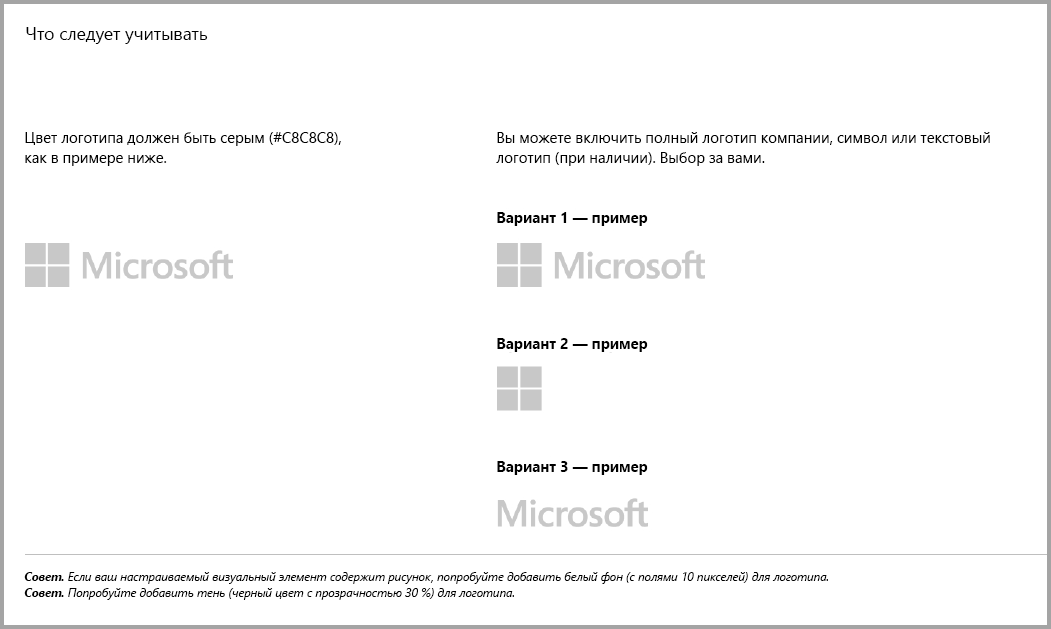 Что следует учитывать
Цвет логотипа должен быть серым (#C8C8C8),
как в примере ниже.
Microsoft
Вы можете включить полный логотип компании, символ или текстовый
логотип (при наличии). Выбор за вами.
Вариант 1 — пример
Microsoft
Вариант 2 — пример
Вариант 3 — пример
Microsoft
Совет. Если ваш настраиваемый визуальный элемент содержит рисунок, попробуйте добавить белый фон (с полями 10 пикселей) для логотипа.
Совет. Попробуйте добавить тень (черный цвет с прозрачностью 30 %) для логотипа.